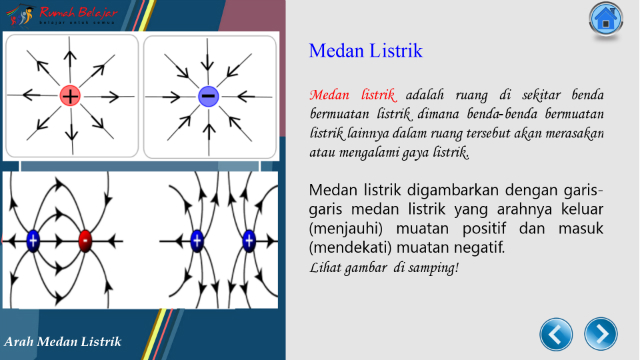 Rumah Belajar
belajar untuk semua
Medan Listrik
Medan listrik adalah ruang di sekitar benda
bermuatan listrik dimana benda-benda bermuatan
listrik lainnya dalam ruang tersebut akan merasakan
atau mengalami gaya listrik.
Medan listrik digambarkan dengan garis-
garis medan listrik yang arahnya keluar
(menjauhi) muatan positif dan masuk
(mendekati) muatan negatif.
Lihat gambar di samping!
+
−
+
-
+
+
Arah Medan Listrik